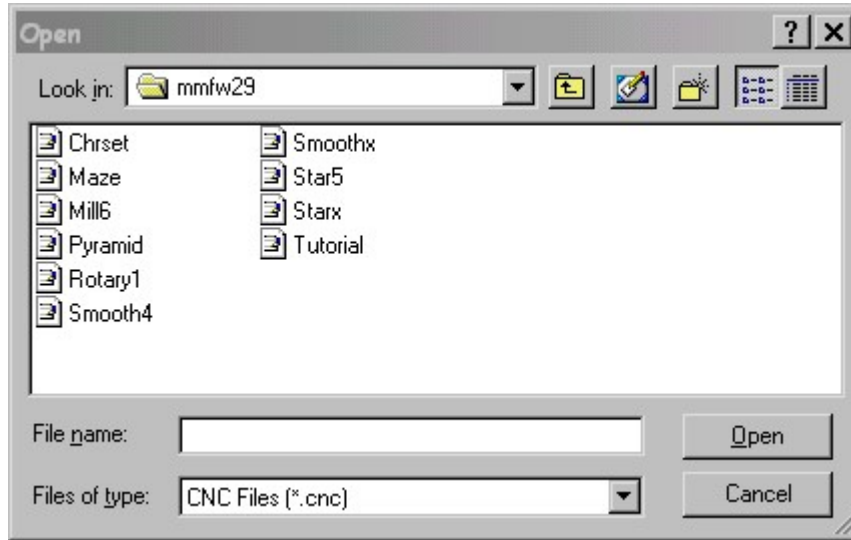 Open
Look in: mmfw29
Chrset
Maze
Mill6
Pyramid
Rotary1
Smooth4
Smoothx
Star5
Starx
Tutorial
File name: Open
Files of type: CNC Files (*.cnc) Cancel